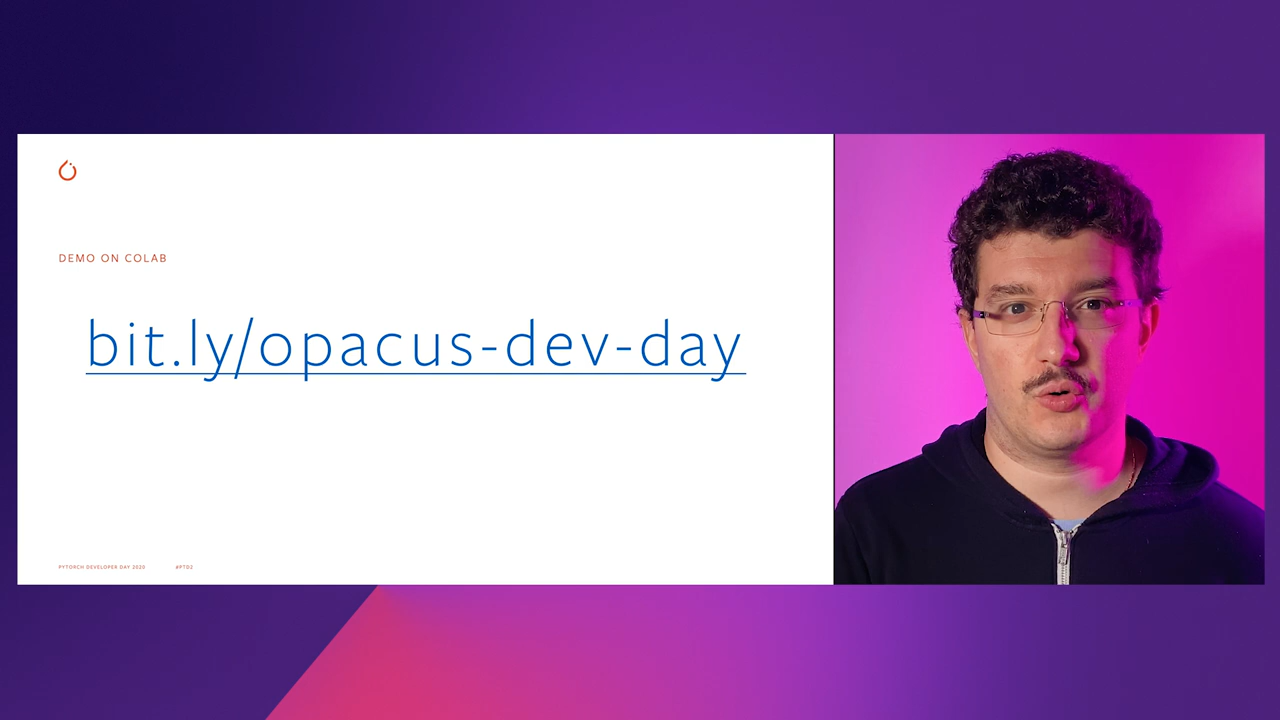 DEMO ON COLAB
bit.ly/opacus-dev-day
PYTORCH DEVELOPER DAY 2020 #PTD2